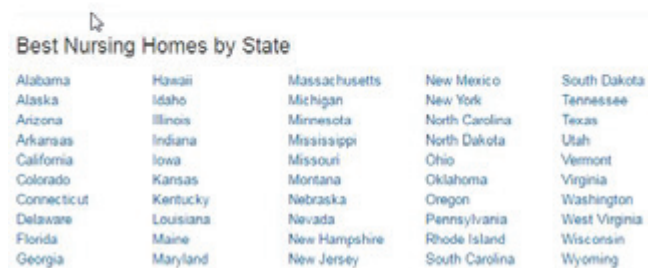 Best Nursing Homes by State
Alabama Hawaii Massachusetts New Mexico South Dakota
Alaska Idaho Michigan New York Tennessee
Arizona Illinois Minnesota North Carolina Texas
Arkansas Indiana Mississippi North Dakota Utah
California Iowa Missouri Ohio Vermont
Colorado Kansas Montana Oklahoma Virginia
Connecticut Kentucky Nebraska Oregon Washington
Delaware Louisiana Nevada Pennsylvania West Virginia
Florida Maine New Hampshire Rhode Island Wisconsin
Georgia Maryland New Jersey South Carolina Wyoming